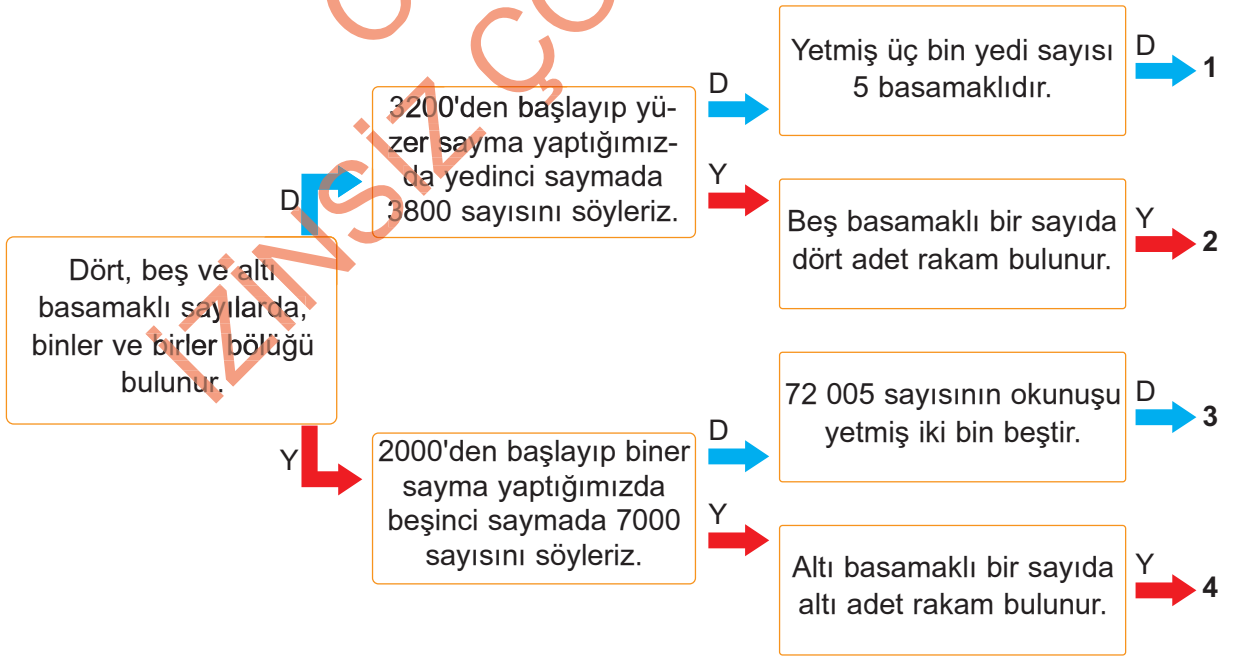 Dört, beş ve altı
basamaklı sayılarda,
binler ve birler bölüğü
bulunur.
D
3200'den başlayıp yü-
zer sayma yaptığımız-
da yedinci saymada
3800 sayısını söyleriz.
D
Yetmiş üç bin yedi sayısı
5 basamaklıdır.
D
1
Y
Beş basamaklı bir sayıda
dört adet rakam bulunur.
Y
2
Y
2000'den başlayıp biner
sayma yaptığımızda
beşinci saymada 7000
sayısını söyleriz.
D
72 005 sayısının okunuşu
yetmiş iki bin beştir.
D
3
Y
Altı basamaklı bir sayıda
altı adet rakam bulunur.
Y
4
İZİNSİZ